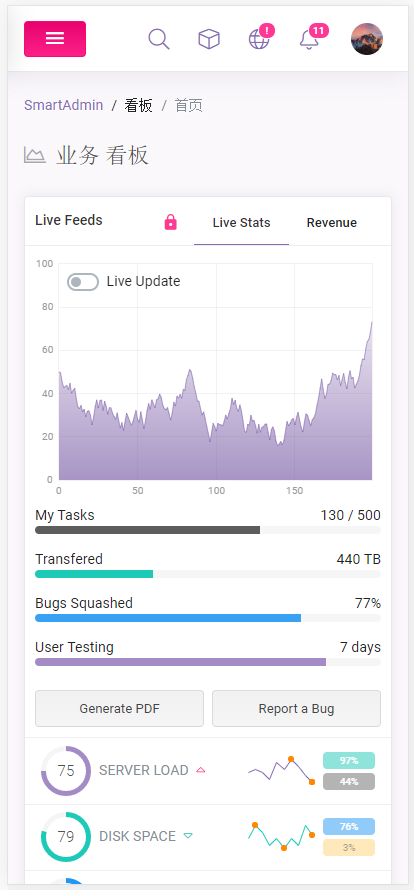 !
11
SmartAdmin / 看板 / 首页
业务 看板
Live Feeds Live Stats Revenue
100
Live Update
80
60
40
20
0
0 50 100 150
My Tasks 130 / 500
Transfered 440 TB
Bugs Squashed 77%
User Testing 7 days
Generate PDF Report a Bug
75 SERVER LOAD 97%
44%
79 DISK SPACE 76%
3%